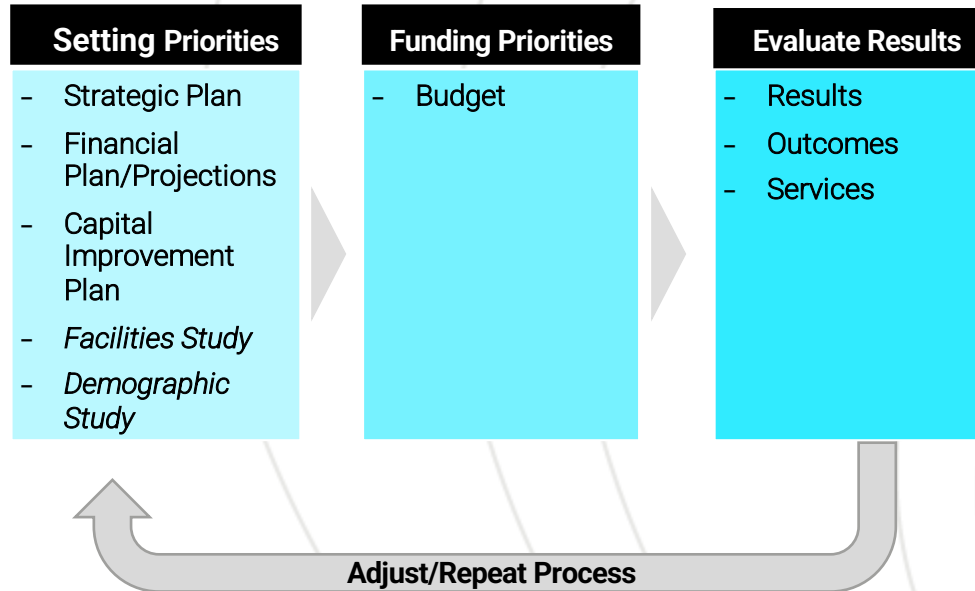 Setting Priorities
- Strategic Plan
- Financial
Plan/Projections
- Capital
Improvement
Plan
- Facilities Study
- Demographic
Study
Funding Priorities
- Budget
Evaluate Results
- Results
- Outcomes
- Services
Adjust/Repeat Process